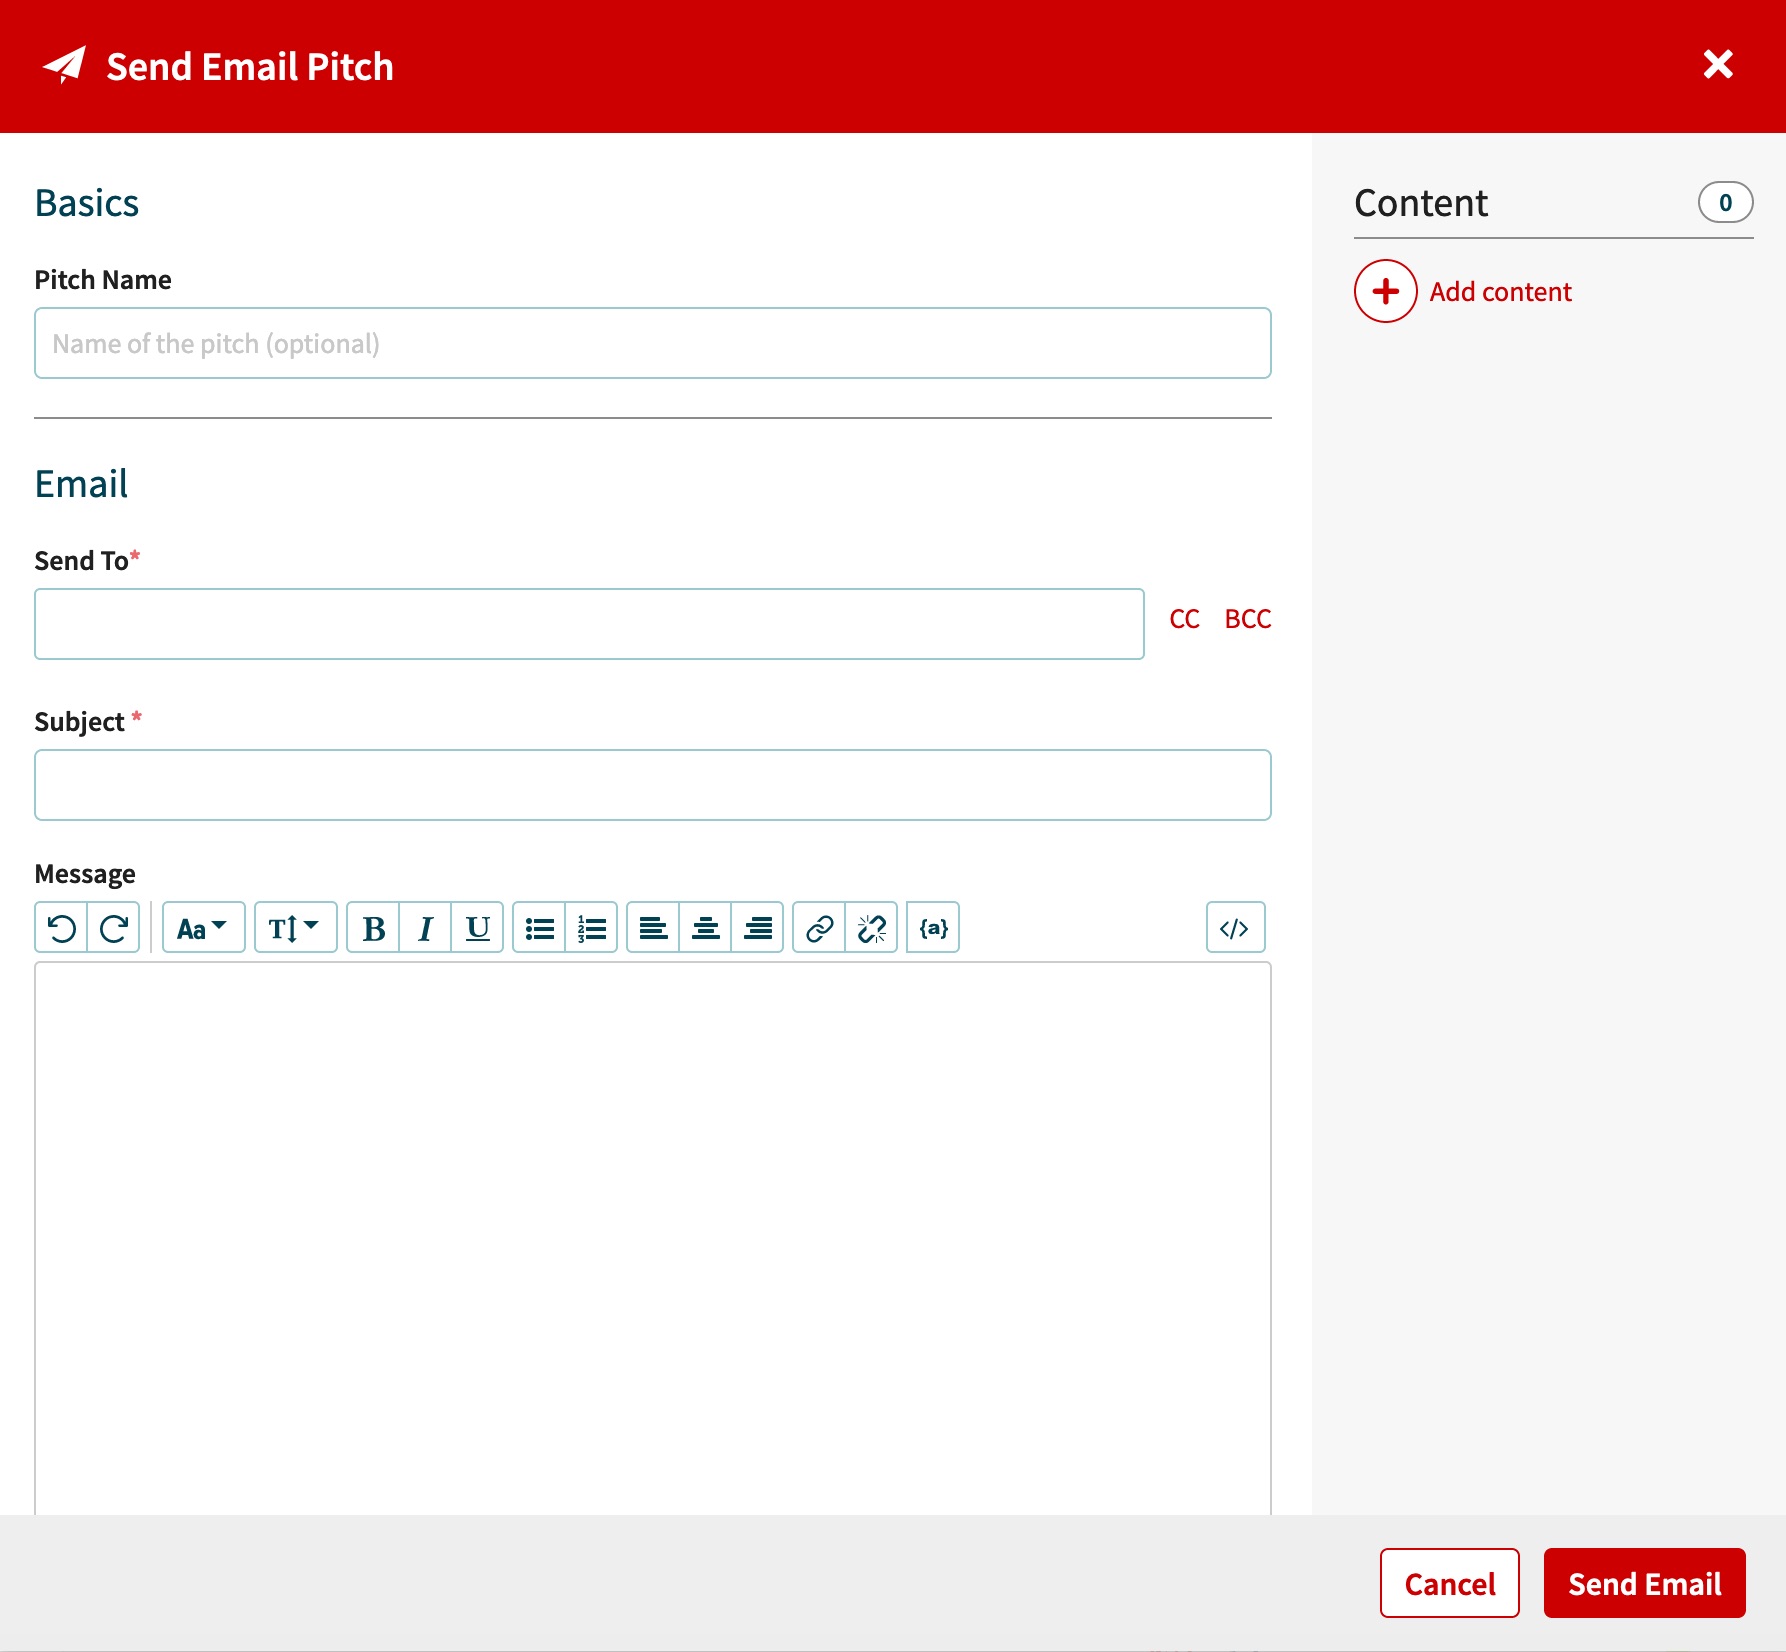 Send Email Pitch
Basics
Pitch Name
Name of the pitch (optional)
Email
Send To*
CC BCC
Subject *
Message
Aa T B I U {a} </>
Content 0
Add content
Cancel Send Email